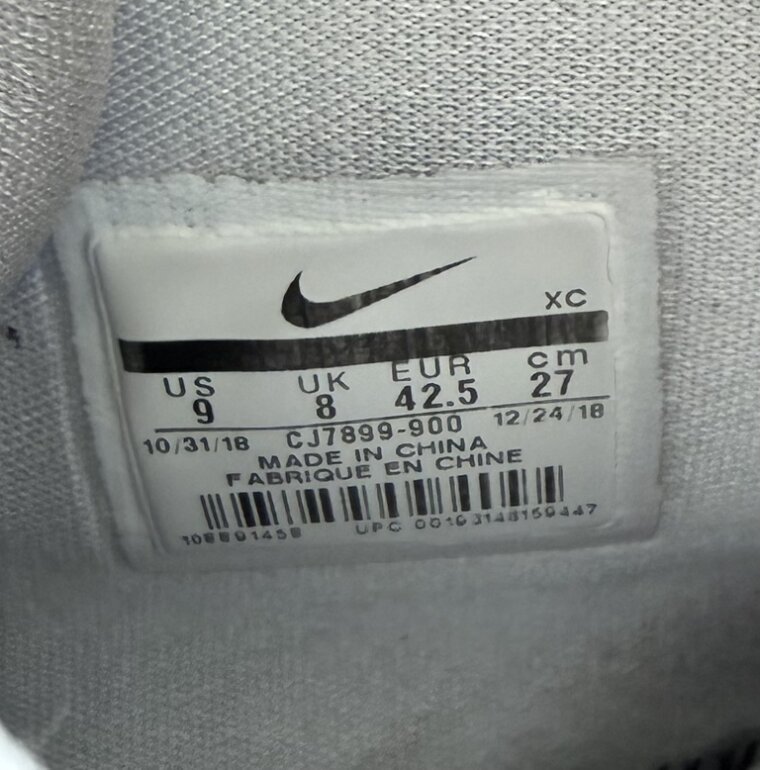 XC
US UK EUR cm
9 8 42.5 27
10/31/18 CJ7899-900 12/24/18
MADE IN CHINA
FABRIQUE EN CHINE
UPC